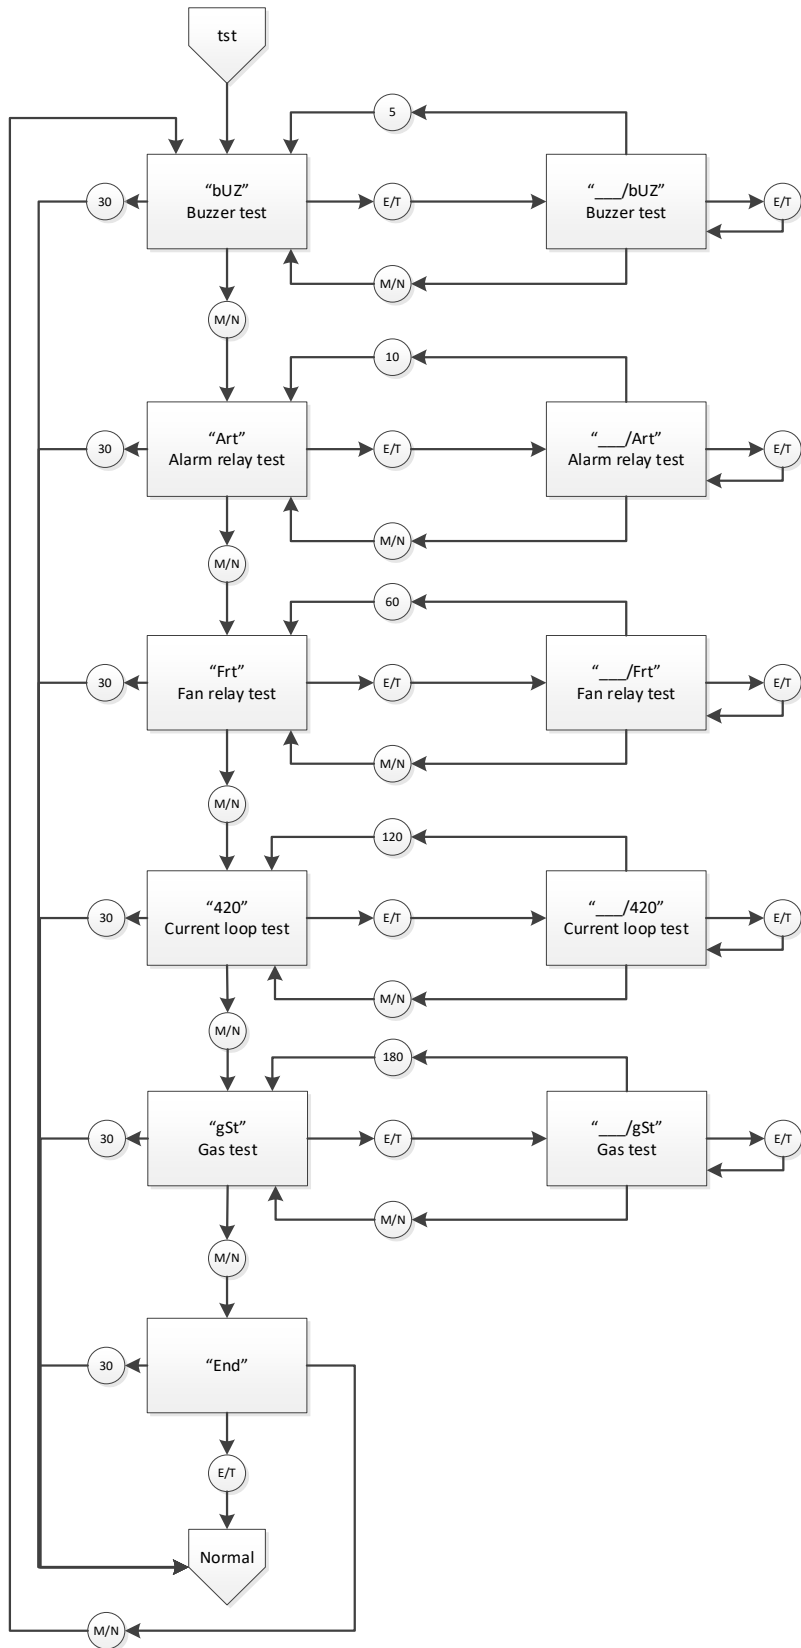 tst
5
“bUZ”
Buzzer test
“___/bUZ”
Buzzer test
30
E/T
E/T
M/N
M/N
10
“Art”
Alarm relay test
“___/Art”
Alarm relay test
30
E/T
E/T
M/N
M/N
60
“Frt”
Fan relay test
“___/Frt”
Fan relay test
30
E/T
E/T
M/N
M/N
120
“420”
Current loop test
“___/420”
Current loop test
30
E/T
E/T
M/N
M/N
180
“gSt”
Gas test
“___/gSt”
Gas test
30
E/T
E/T
M/N
M/N
“End”
30
E/T
Normal
M/N